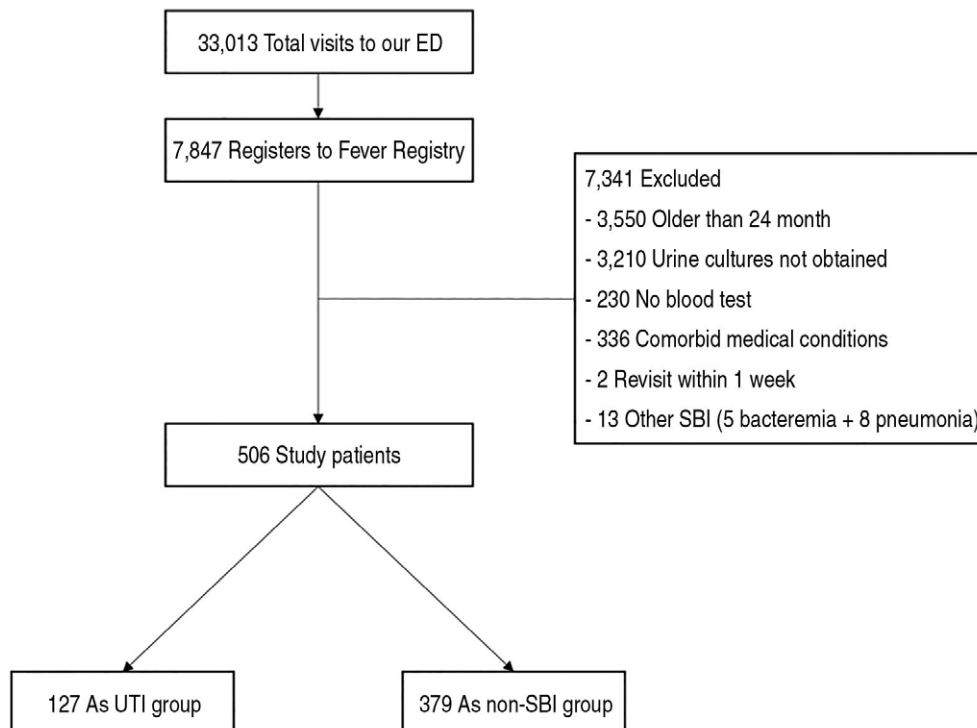 33,013 Total visits to our ED
7,847 Registers to Fever Registry
7,341 Excluded
- 3,550 Older than 24 month
- 3,210 Urine cultures not obtained
- 230 No blood test
- 336 Comorbid medical conditions
- 2 Revisit within 1 week
- 13 Other SBI (5 bacteremia + 8 pneumonia)
506 Study patients
127 As UTI group
379 As non-SBI group